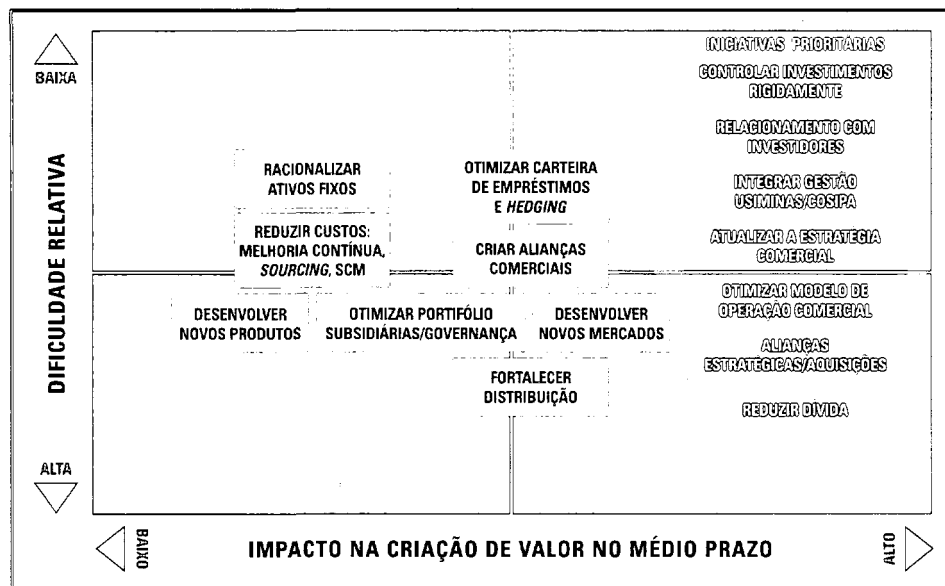 INICIATIVAS PRIORITÁRIAS
BAIXA
CONTROLAR INVESTIMENTOS
RIGIDAMENTE
RELACIONAMENTO COM
INVESTIDORES
RACIONALIZAR
ATIVOS FIXOS
OTIMIZAR CARTEIRA
DE EMPRÉSTIMOS
E HEDGING
INTEGRAR GESTÃO
USIMINAS/COSIPA
REDUZIR CUSTOS:
MELHORIA CONTÍNUA,
SOURCING, SCM
CRIAR ALIANÇAS
COMERCIAIS
ATUALIZAR A ESTRATÉGIA
COMERCIAL
DIFICULDADE RELATIVA
DESENVOLVER
NOVOS PRODUTOS
OTIMIZAR PORTIFÓLIO
SUBSIDIÁRIAS/GOVERNANÇA
DESENVOLVER
NOVOS MERCADOS
OTIMIZAR MODELO DE
OPERAÇÃO COMERCIAL
ALIANÇAS
ESTRATÉGICAS/AQUISIÇÕES
FORTALECER
DISTRIBUIÇÃO
REDUZIR DÍVIDA
ALTA
BAIXO
IMPACTO NA CRIAÇÃO DE VALOR NO MÉDIO PRAZO
ALTO